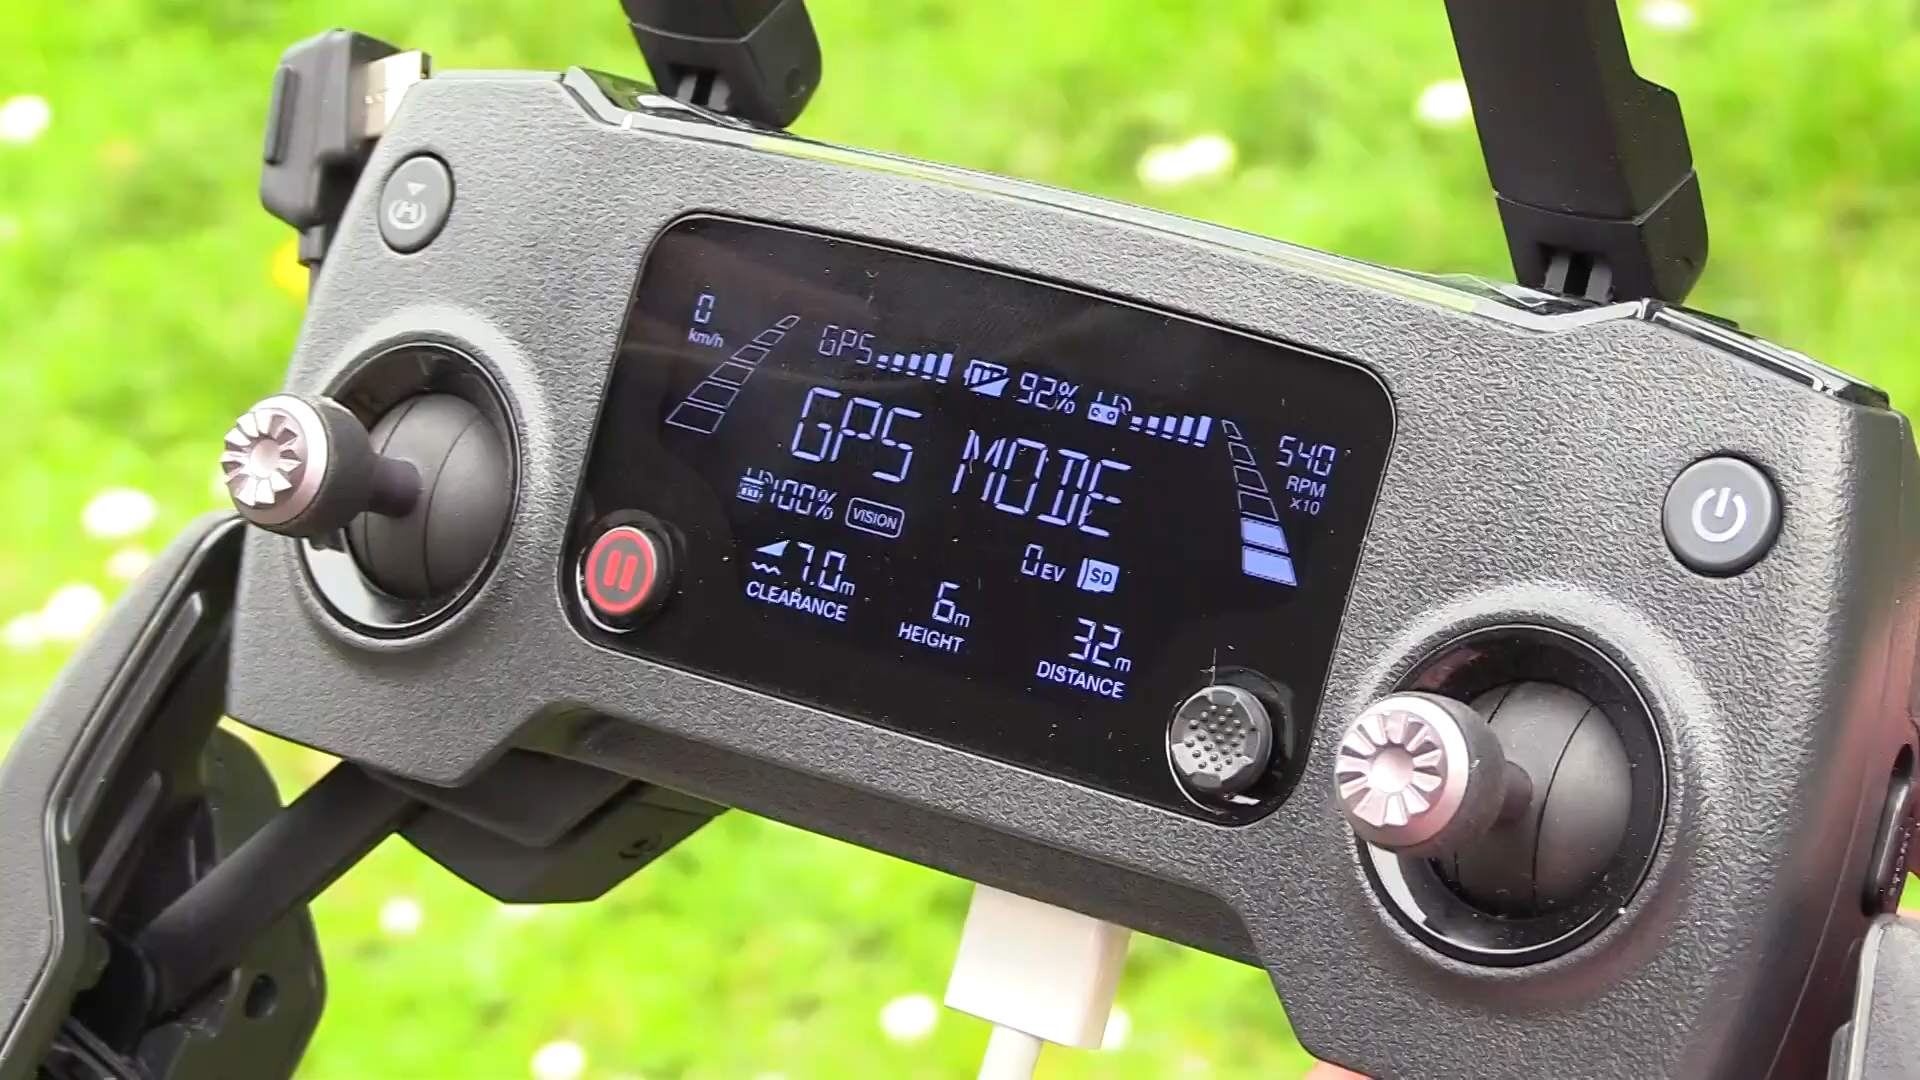 0
km/h
GPS 92%
540
RPM
x10
GPS MODE
100% VISION
0EV SD
7.0m
CLEARANCE
6m
HEIGHT
32m
DISTANCE
H